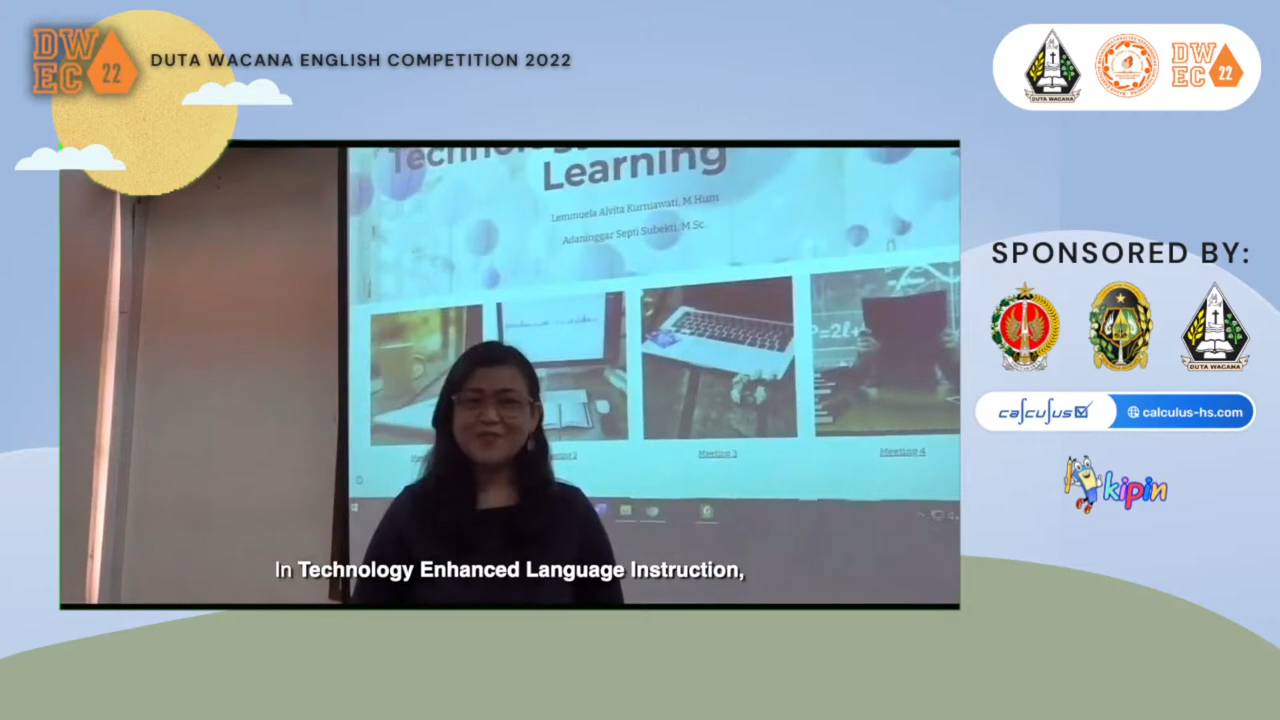 DW
EC 22
DUTA WACANA ENGLISH COMPETITION 2022
DUTA WACANA
DW
EC 22
Learning
Lemmuela Alvita Kurniawati, M.Hum
Adaninggar Septi Subekti, M.Sc.
P=2l+
Meeting 3
Meeting 4
In Technology Enhanced Language Instruction,
SPONSORED BY:
DUTA WACANA
calculus
calculus-hs.com
kipin